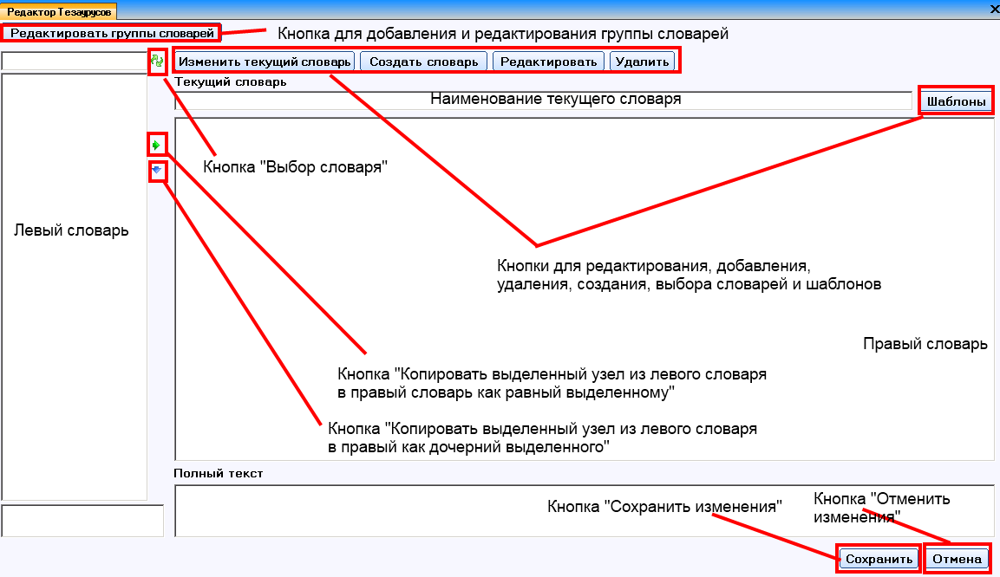 Редактор Тезаурусов
Редактировать группы словарей
Кнопка для добавления и редактирования группы словарей
Изменить текущий словарь
Создать словарь
Редактировать
Удалить
Текущий словарь
Наименование текущего словаря
Шаблоны
Кнопка "Выбор словаря"
Левый словарь
Кнопки для редактирования, добавления,
удаления, создания, выбора словарей и шаблонов
Правый словарь
Кнопка "Копировать выделенный узел из левого словаря
в правый словарь как равный выделенному"
Кнопка "Копировать выделенный узел из левого словаря
в правый как дочерний выделенного"
Полный текст
Кнопка "Сохранить изменения"
Кнопка "Отменить
изменения"
Сохранить
Отмена